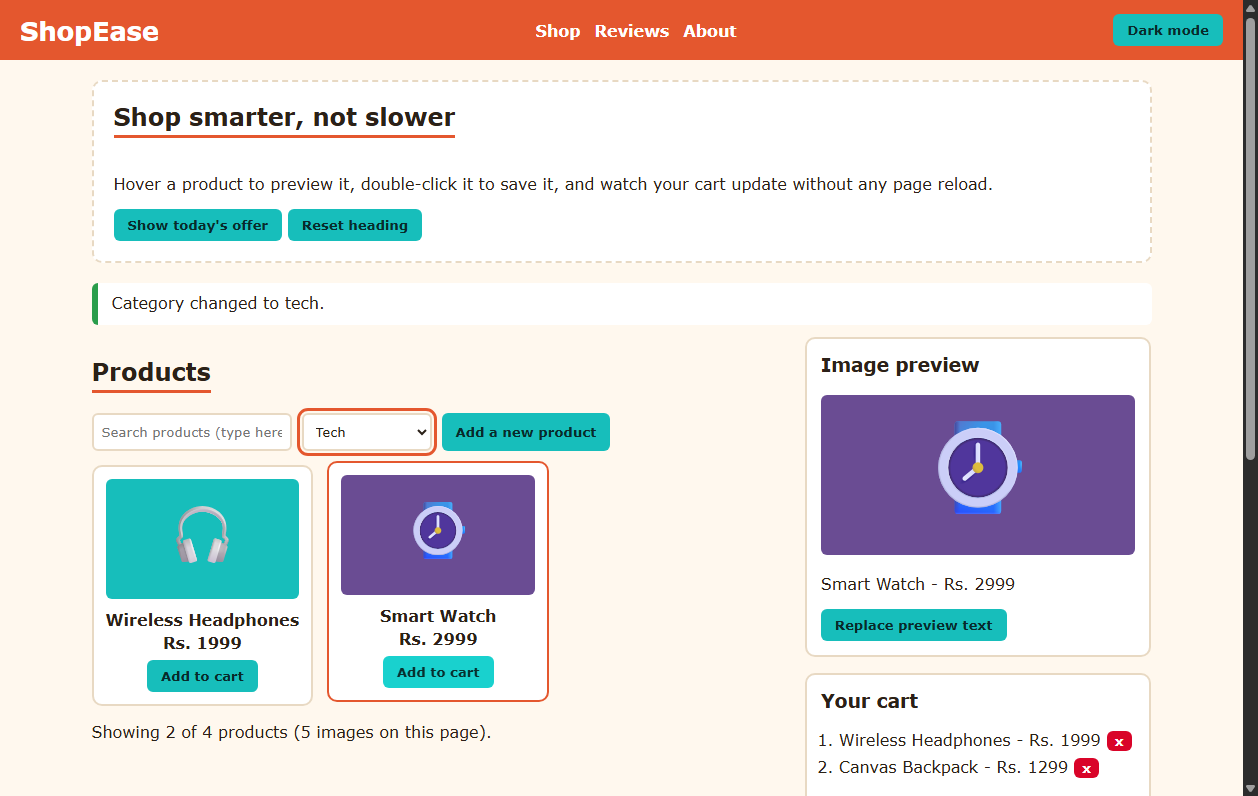 ShopEase
Shop Reviews About
Dark mode
Shop smarter, not slower
Hover a product to preview it, double-click it to save it, and watch your cart update without any page reload.
Show today's offer
Reset heading
Category changed to tech.
Products
Search products (type here
Tech
Add a new product
Wireless Headphones
Rs. 1999
Add to cart
Smart Watch
Rs. 2999
Add to cart
Showing 2 of 4 products (5 images on this page).
Image preview
Smart Watch - Rs. 2999
Replace preview text
Your cart
1. Wireless Headphones - Rs. 1999 x
2. Canvas Backpack - Rs. 1299 x